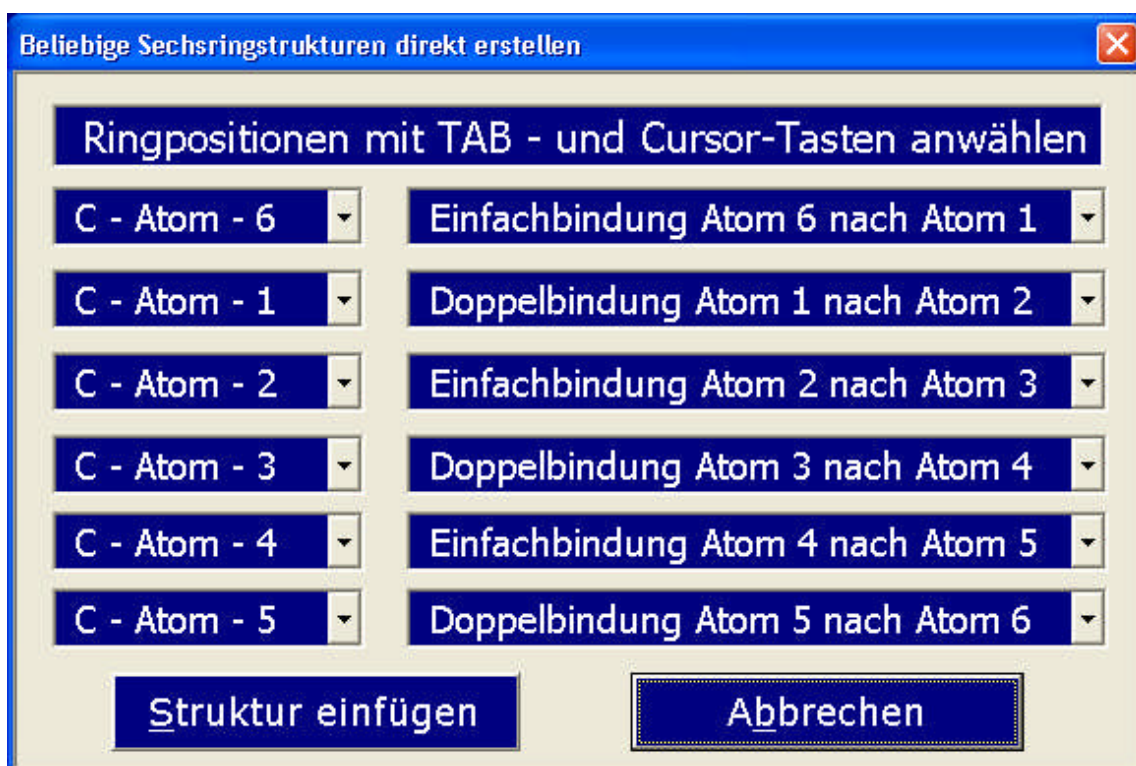 Beliebige Sechsringstrukturen direkt erstellen
Ringpositionen mit TAB - und Cursor-Tasten anwählen
C - Atom - 6 Einfachbindung Atom 6 nach Atom 1
C - Atom - 1 Doppelbindung Atom 1 nach Atom 2
C - Atom - 2 Einfachbindung Atom 2 nach Atom 3
C - Atom - 3 Doppelbindung Atom 3 nach Atom 4
C - Atom - 4 Einfachbindung Atom 4 nach Atom 5
C - Atom - 5 Doppelbindung Atom 5 nach Atom 6
Struktur einfügen Abbrechen